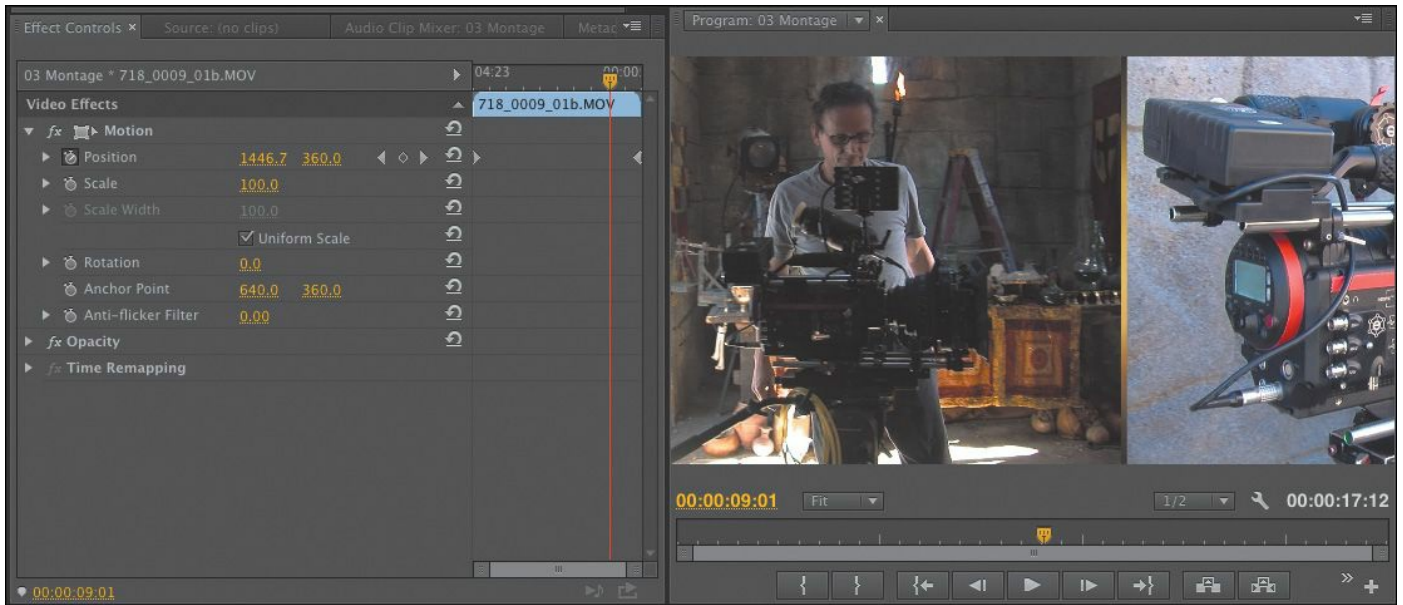 Effect Controls × Source: (no clips) Audio Clip Mixer: 03 Montage Metac
03 Montage * 718_0009_01b.MOV
04:23 00:00:
Video Effects
718_0009_01b.MOV
fx Motion
Position 1446.7 360.0
Scale 100.0
Scale Width 100.0
Uniform Scale
Rotation 0.0
Anchor Point 640.0 360.0
Anti-flicker Filter 0.00
fx Opacity
fx Time Remapping
00:00:09:01
Program: 03 Montage ×
00:00:09:01 Fit 1/2 00:00:17:12